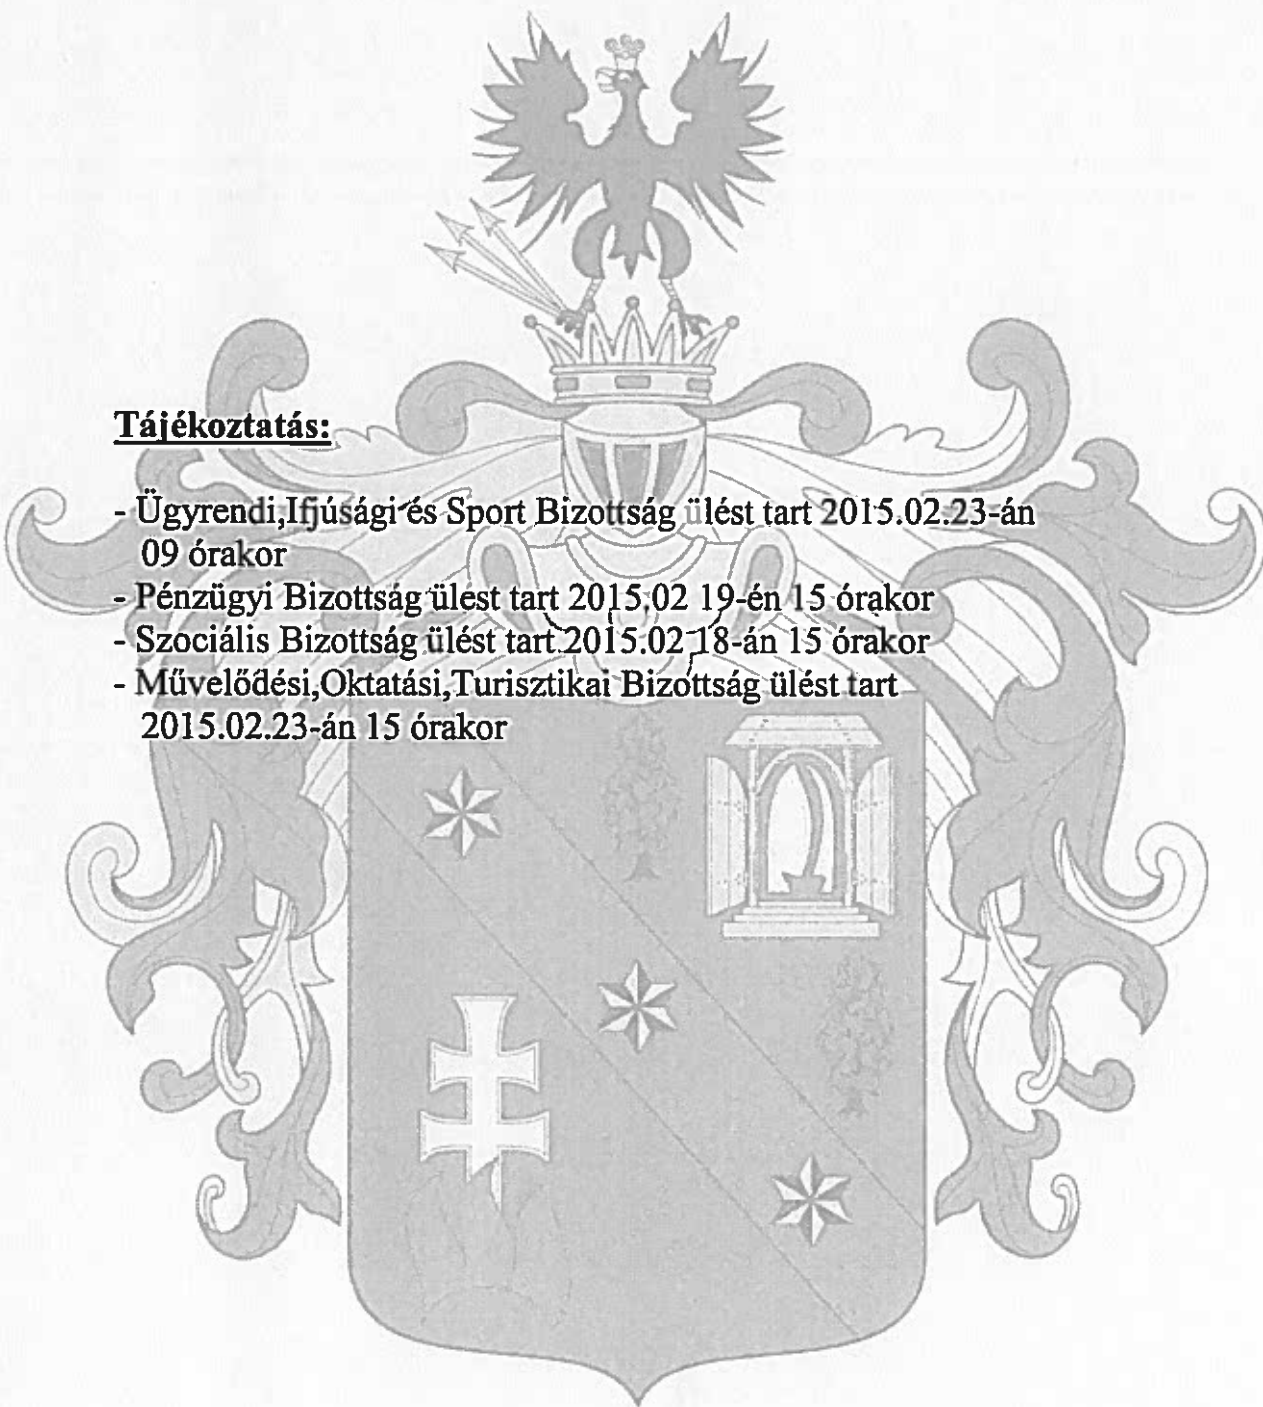 Tájékoztatás:
- Ügyrendi,Ifjúsági és Sport Bizottság ülést tart 2015.02.23-án
09 órakor
- Pénzügyi Bizottság ülést tart 2015.02 19-én 15 órakor
- Szociális Bizottság ülést tart 2015.02 18-án 15 órakor
- Művelődési,Oktatási,Turisztikai Bizottság ülést tart
2015.02.23-án 15 órakor